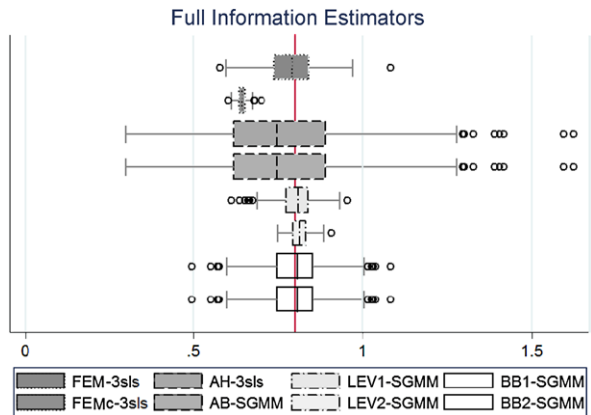 Full Information Estimators
0 .5 1 1.5
FEM-3sls AH-3sls LEV1-SGMM BB1-SGMM
FEMc-3sls AB-SGMM LEV2-SGMM BB2-SGMM